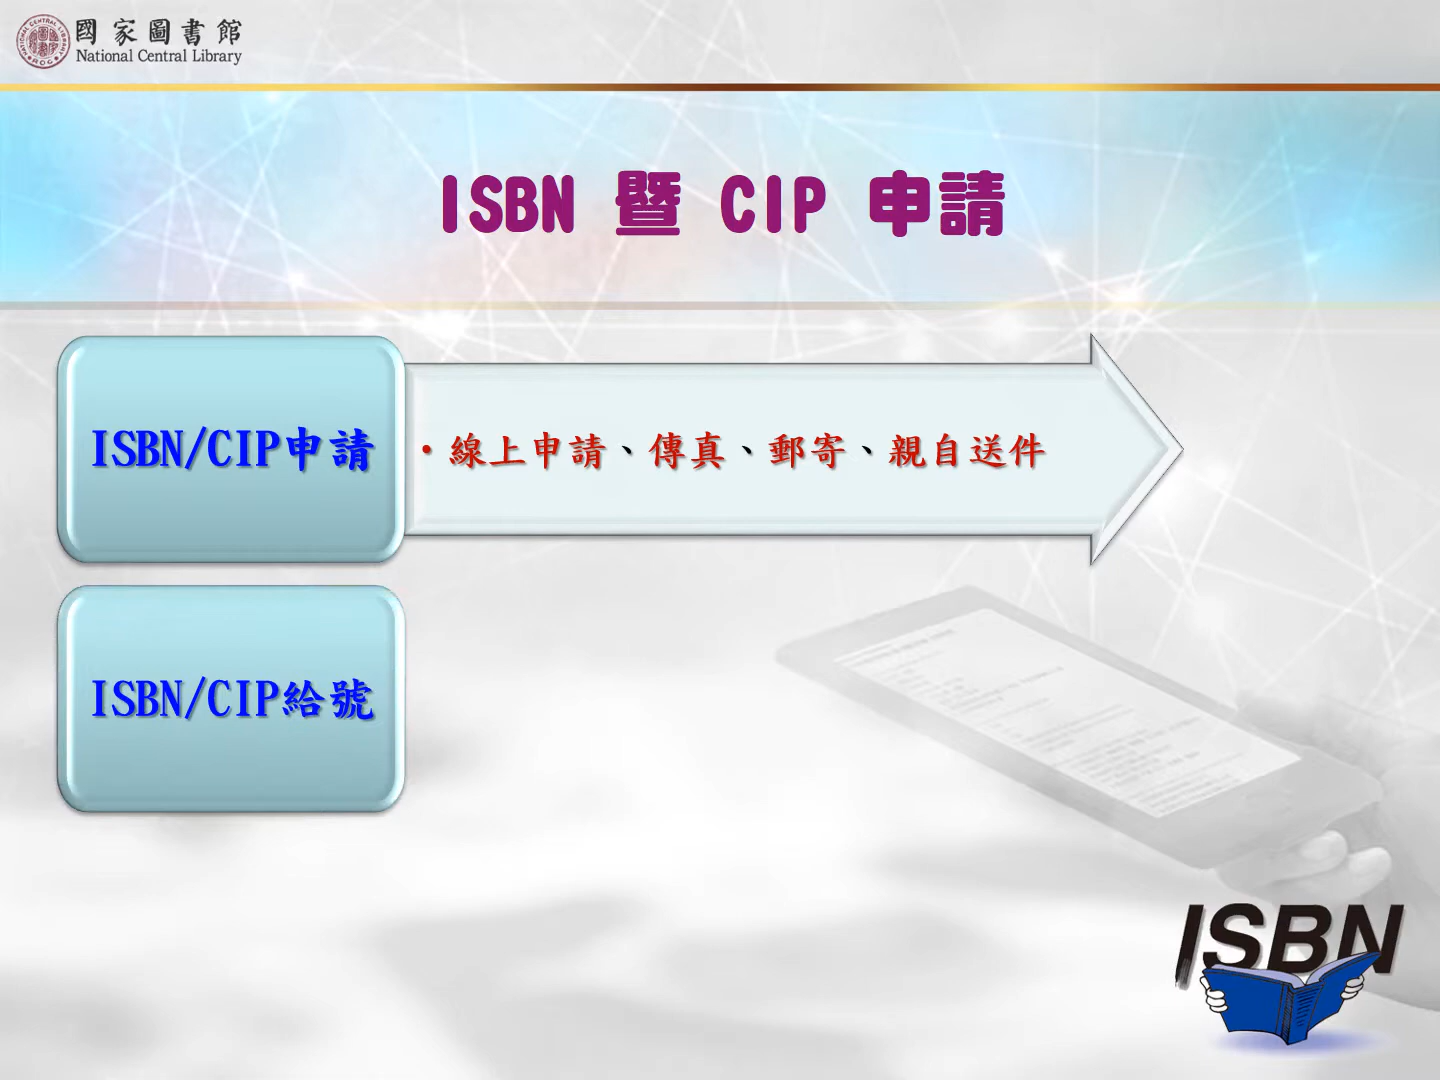 國家圖書館
National Central Library
ISBN 暨 CIP 申請
ISBN/CIP申請
•線上申請、傳真、郵寄、親自送件
ISBN/CIP給號
ISBN